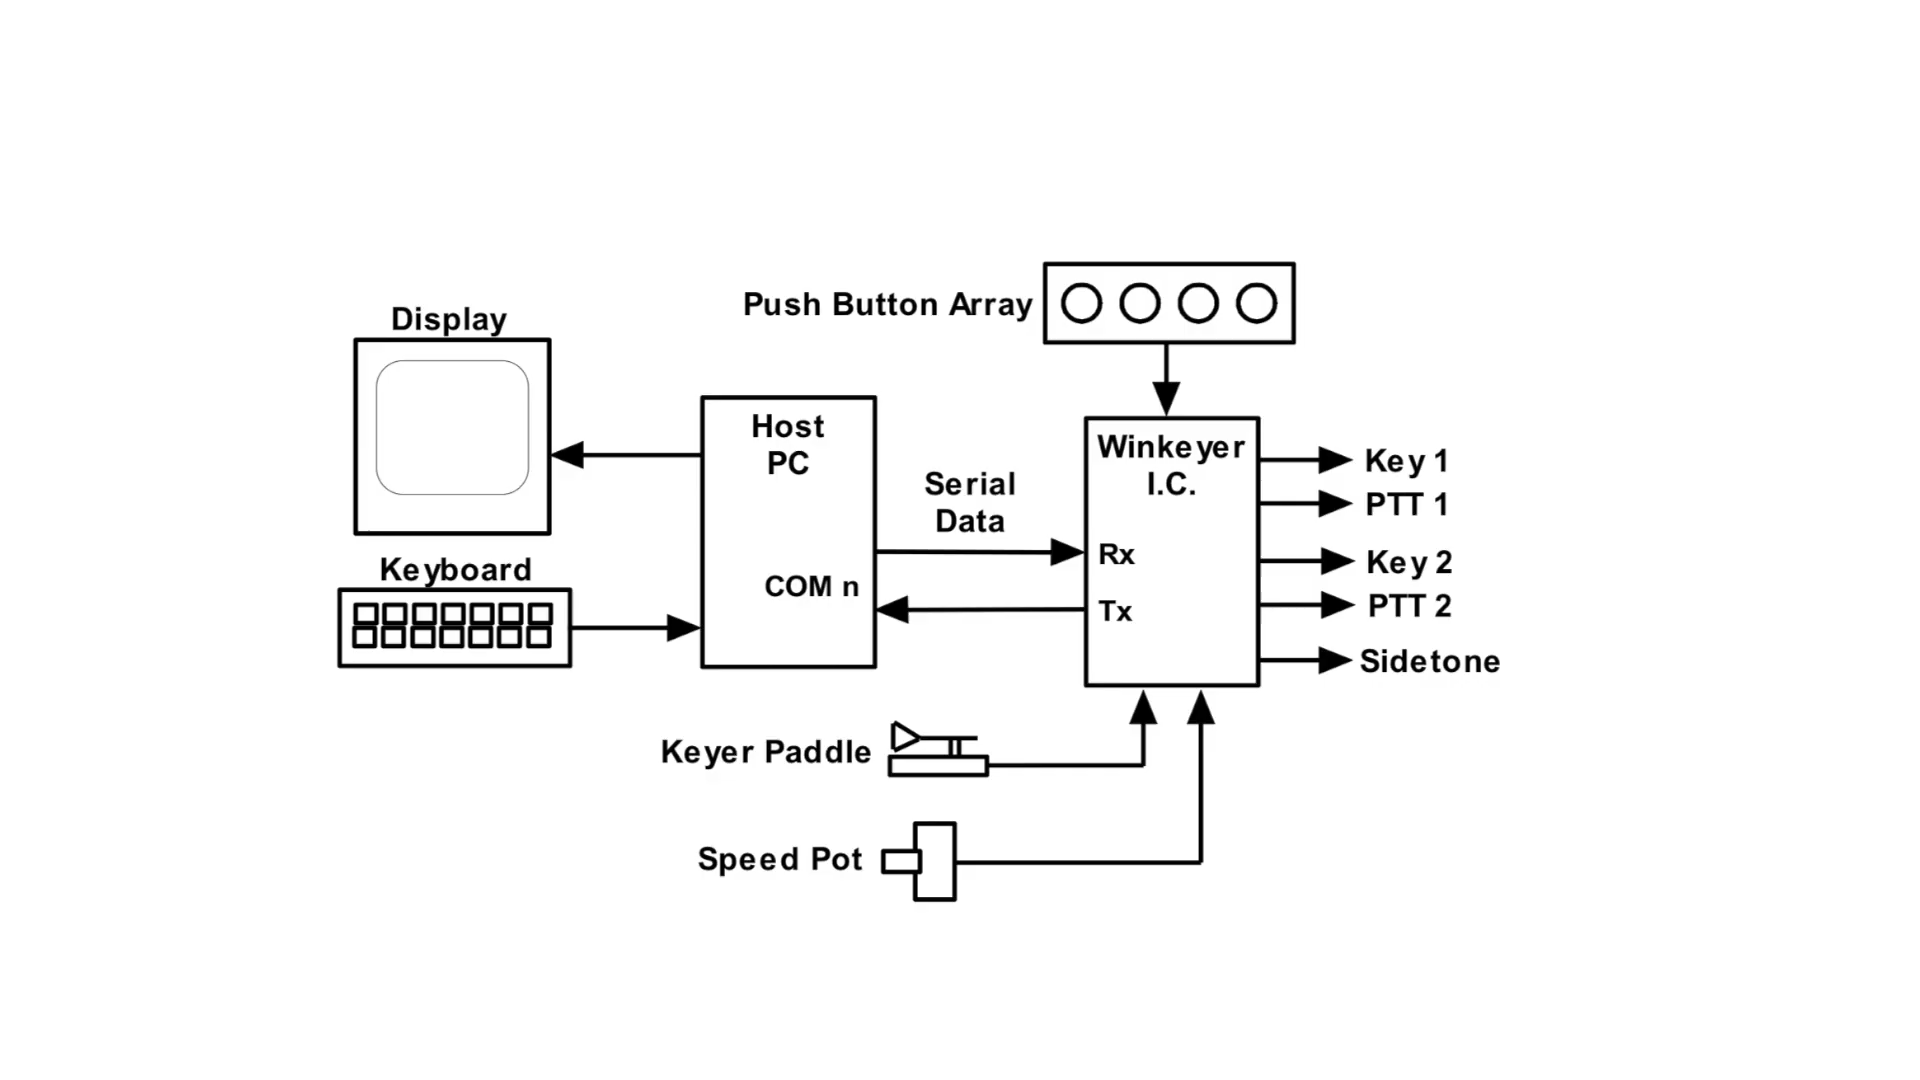 Push Button Array
Display
Host
PC
Winkeyer
I.C.
Key 1
Serial
Data
PTT 1
Rx
Key 2
Keyboard
COM n
Tx
PTT 2
Sidetone
Keyer Paddle
Speed Pot